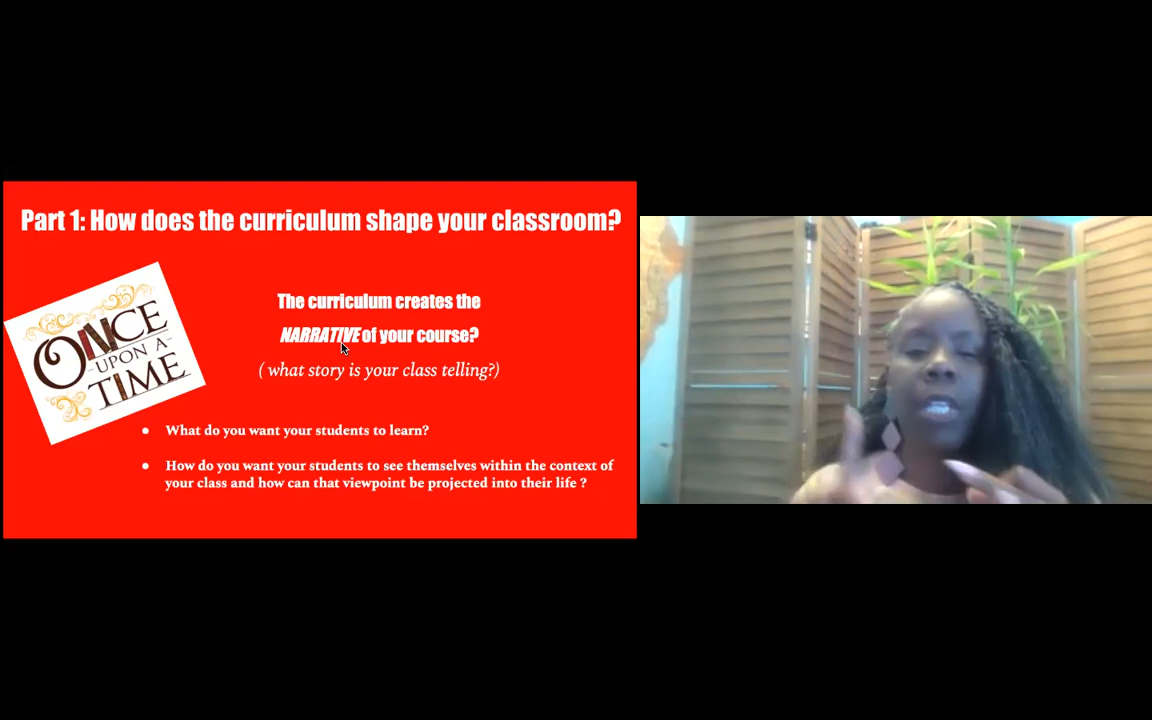 Part 1: How does the curriculum shape your classroom?
ONCE
UPON A
TIME
The curriculum creates the
NARRATIVE of your course?
( what story is your class telling?)
● What do you want your students to learn?
● How do you want your students to see themselves within the context of
your class and how can that viewpoint be projected into their life ?